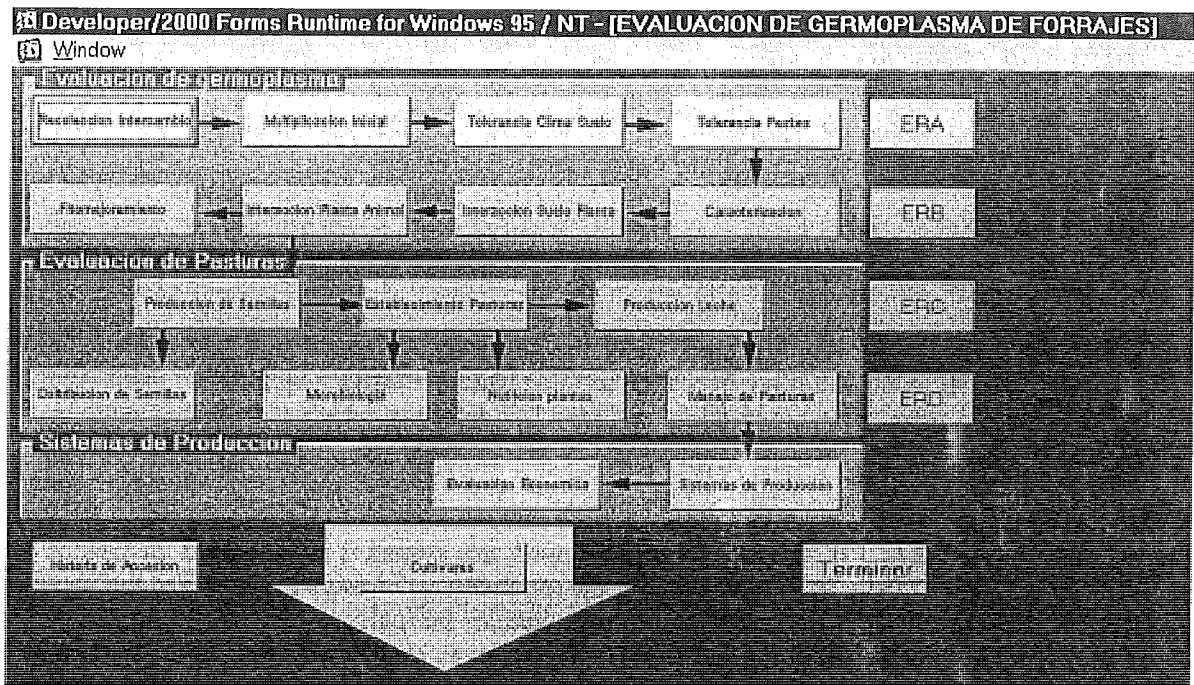 Developer/2000 Forms Runtime for Windows 95 / NT - [EVALUACION DE GERMOPLASMA DE FORRAJES]
Window
Evaluacion de germoplasma
Recoleccion Intercambio
Multiplicacion Inicial
Tolerancia Clima Suelo
Tolerancia Pestes
ERA
Fitomejoramiento
Interaccion Planta Animal
Interaccion Suelo Planta
Caracterizacion
ERB
Evaluacion de Pasturas
Produccion de Semillas
Establecimiento Pasturas
Produccion Leche
ERC
Distribucion de Semillas
Microbiologia
Nutricion plantas
Manejo de Pasturas
ERD
Sistemas de Produccion
Evaluacion Economica
Sistemas de Produccion
de Accesion
Cultivares
Terminar